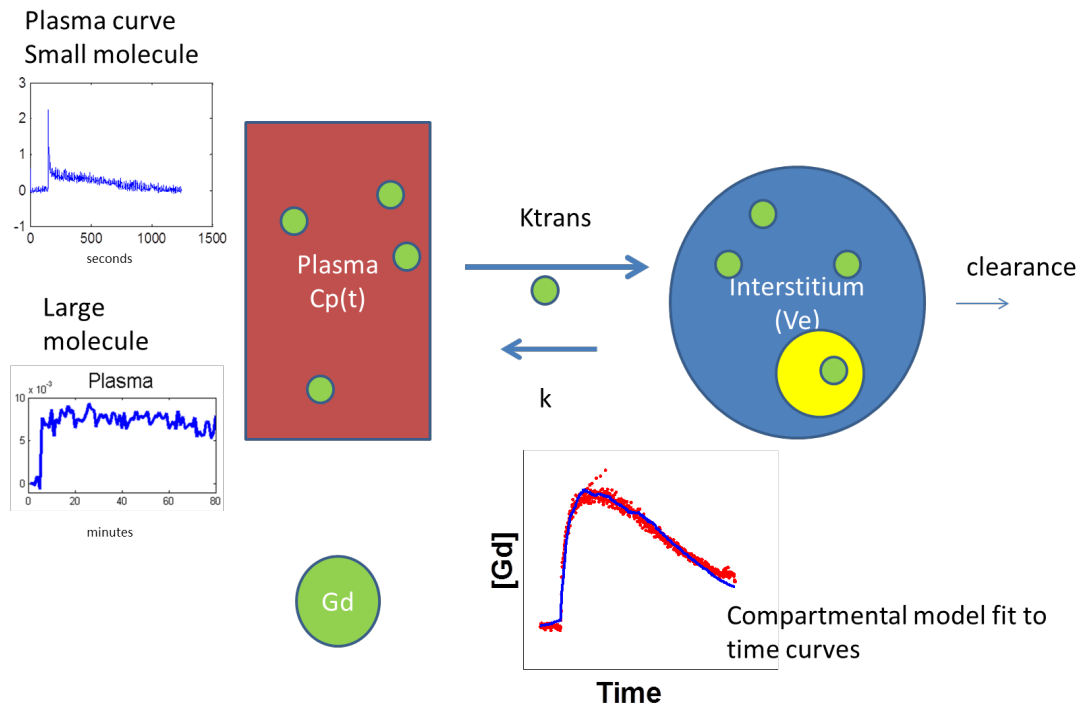 Plasma curve
Small molecule
3
2
1
0
-1
0 500 1000 1500
seconds
Large
molecule
Plasma
x 10⁻³
10
5
0
0 20 40 60 80
minutes
Plasma
Cp(t)
Ktrans
k
Interstitium
(Ve)
clearance
Gd
[Gd]
Time
Compartmental model fit to
time curves